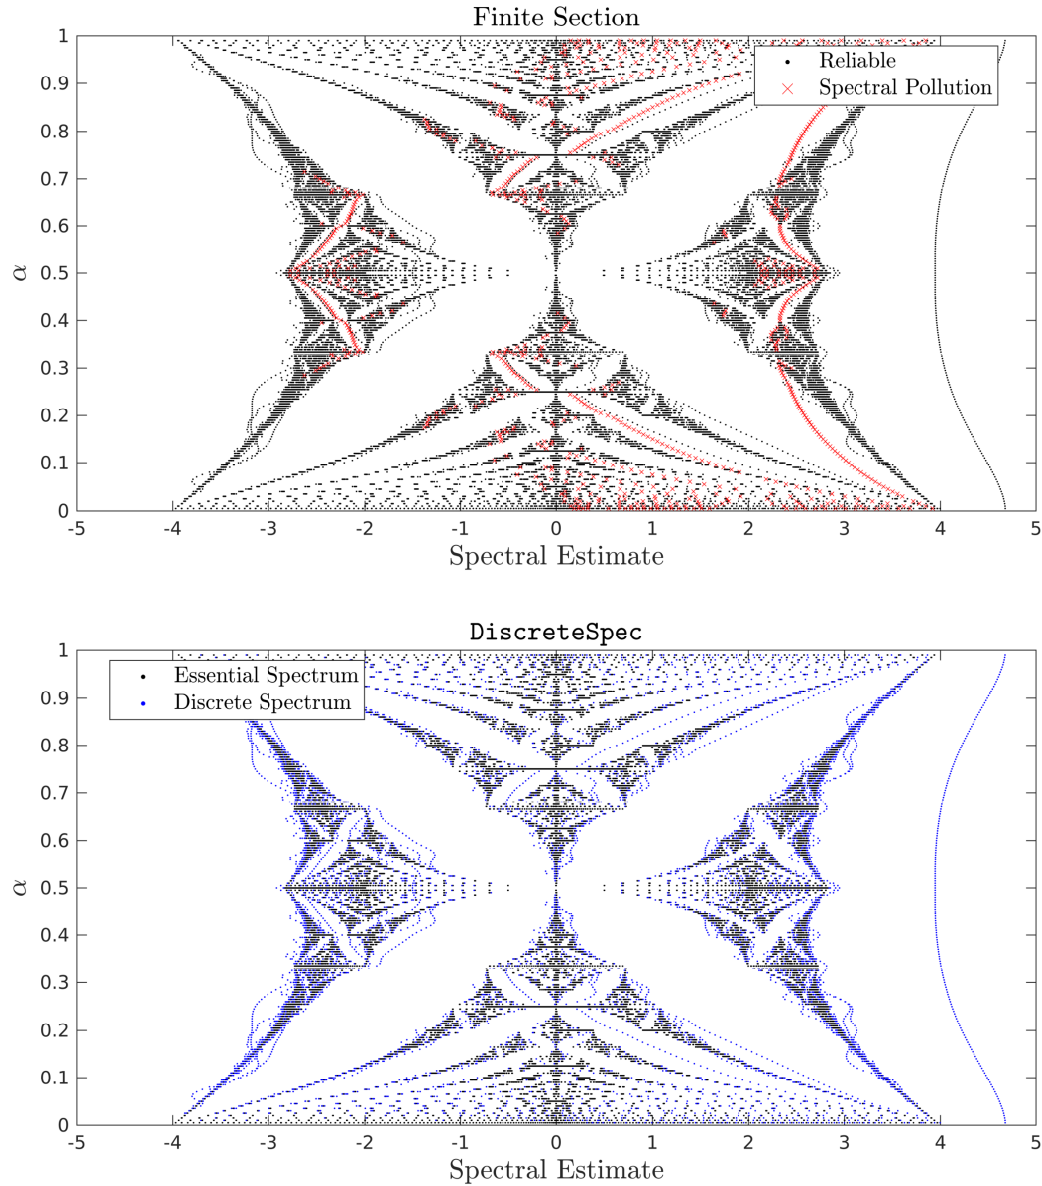 Finite Section
1
0.9
0.8
0.7
0.6
0.5
0.4
0.3
0.2
0.1
0
α
Reliable
Spectral Pollution
-5 -4 -3 -2 -1 0 1 2 3 4 5
Spectral Estimate
DiscreteSpec
1
0.9
0.8
0.7
0.6
0.5
0.4
0.3
0.2
0.1
0
α
Essential Spectrum
Discrete Spectrum
-5 -4 -3 -2 -1 0 1 2 3 4 5
Spectral Estimate